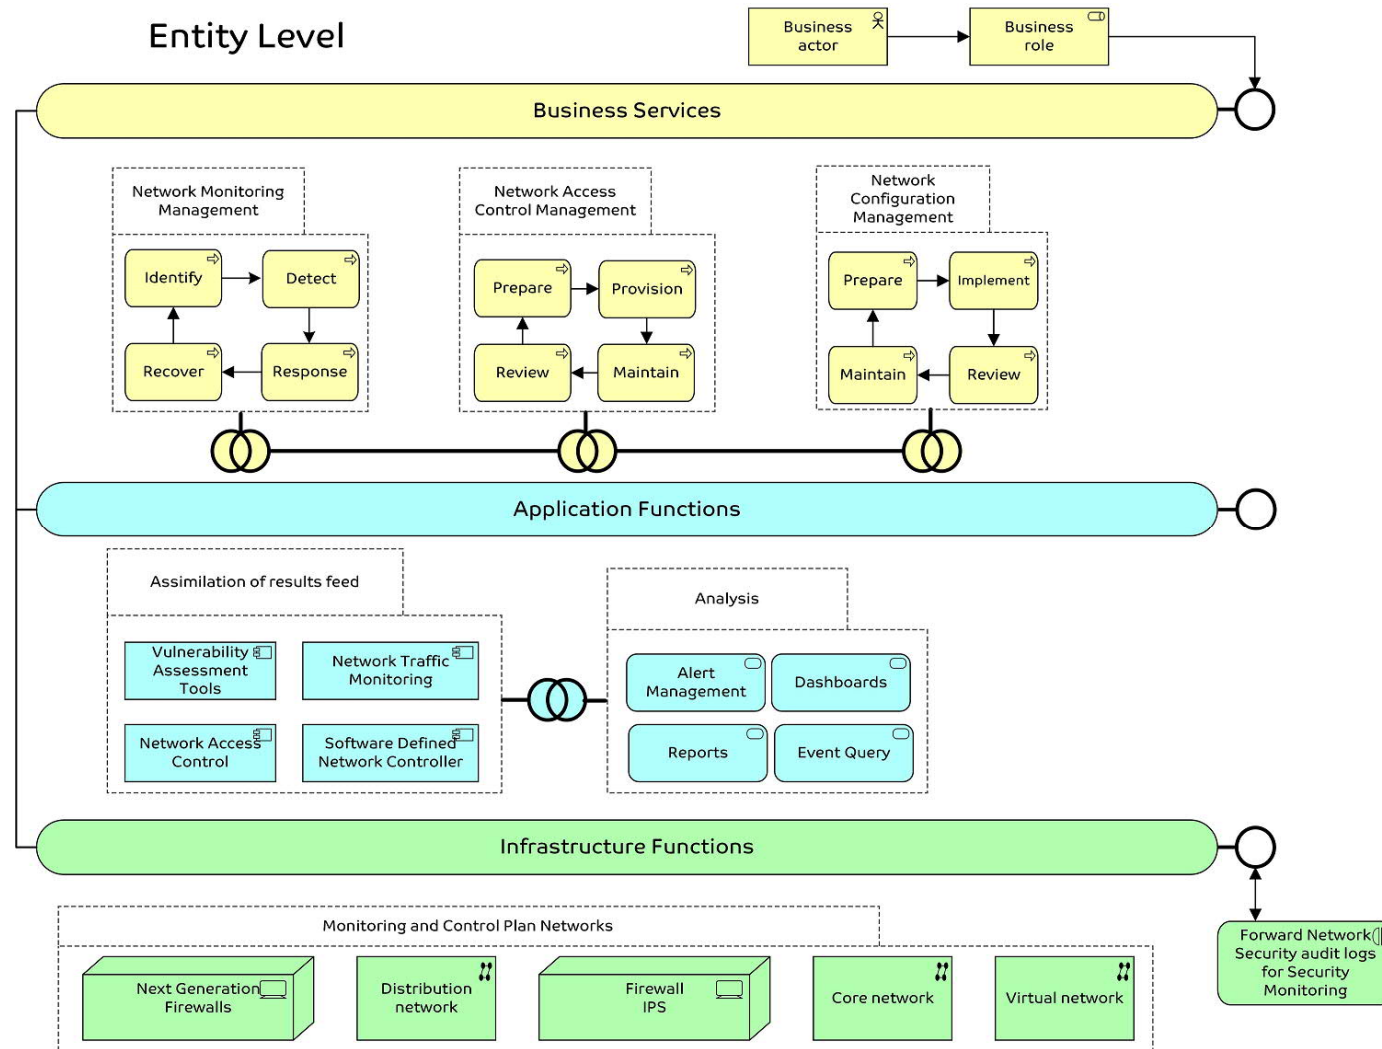 Entity Level
Business
actor
Business
role
Business Services
Network Monitoring
Management
Network Access
Control Management
Network
Configuration
Management
Identify
Detect
Recover
Response
Prepare
Provision
Review
Maintain
Prepare
Implement
Maintain
Review
Application Functions
Assimilation of results feed
Analysis
Vulnerability
Assessment
Tools
Network Traffic
Monitoring
Network Access
Control
Software Defined
Network Controller
Alert
Management
Dashboards
Reports
Event Query
Infrastructure Functions
Monitoring and Control Plan Networks
Next Generation
Firewalls
Distribution
network
Firewall
IPS
Core network
Virtual network
Forward Network
Security audit logs
for Security
Monitoring